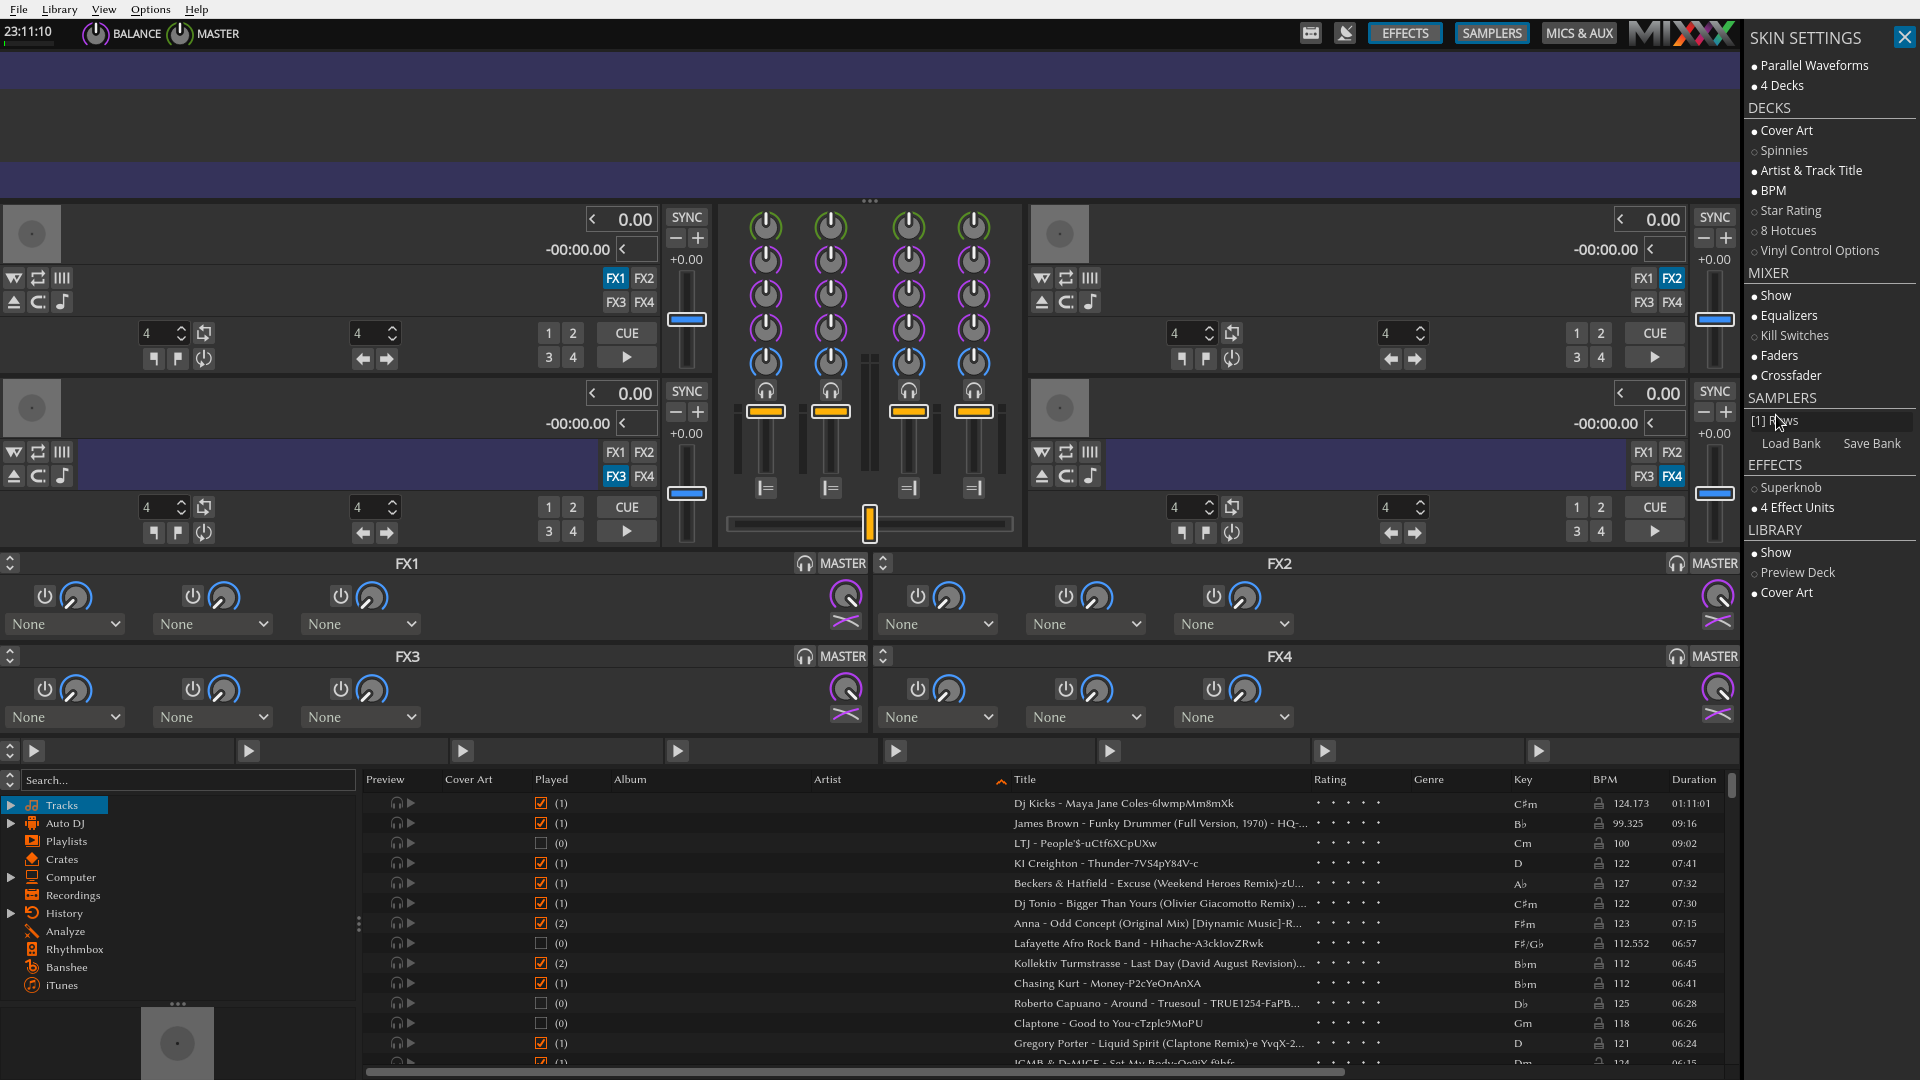 File Library View Options Help
23:11:10 BALANCE MASTER EFFECTS SAMPLERS MICS & AUX MIXXX
SKIN SETTINGS
Parallel Waveforms
4 Decks
DECKS
Cover Art
Spinnies
Artist & Track Title
BPM
Star Rating
8 Hotcues
Vinyl Control Options
MIXER
Show
Equalizers
Kill Switches
Faders
Crossfader
SAMPLERS
[1]
Load Bank Save Bank
EFFECTS
Superknob
4 Effect Units
LIBRARY
Show
Preview Deck
Cover Art
0.00 SYNC
-00:00.00 +0.00
FX1 FX2
FX3 FX4
4 4 1 2 CUE
3 4
0.00 SYNC
-00:00.00 +0.00
FX1 FX2
FX3 FX4
4 4 1 2 CUE
3 4
0.00 SYNC
-00:00.00 +0.00
FX1 FX2
FX3 FX4
4 4 1 2 CUE
3 4
0.00 SYNC
-00:00.00 +0.00
FX1 FX2
FX3 FX4
4 4 1 2 CUE
3 4
FX1 MASTER
None None None
FX2 MASTER
None None None
FX3 MASTER
None None None
FX4 MASTER
None None None
Search...
Tracks
Auto DJ
Playlists
Crates
Computer
Recordings
History
Analyze
Rhythmbox
Banshee
iTunes
Preview Cover Art Played Album Artist Title Rating Genre Key BPM Duration
(1) Dj Kicks - Maya Jane Coles-6lwmpMm8mXk C♯m 124.173 01:11:01
(1) James Brown - Funky Drummer (Full Version, 1970) - HQ-... B♭ 99.325 09:16
(0) LTJ - People'$-uCtf6XCpUXw Cm 100 09:02
(1) KI Creighton - Thunder-7VS4pY84V-c D 122 07:41
(1) Beckers & Hatfield - Excuse (Weekend Heroes Remix)-zU... A♭ 127 07:32
(1) Dj Tonio - Bigger Than Yours (Olivier Giacomotto Remix) ... C♯m 122 07:30
(2) Anna - Odd Concept (Original Mix) [Diynamic Music]-R... F♯m 123 07:15
(0) Lafayette Afro Rock Band - Hihache-A3ckIovZRwk F♯/G♭ 112.552 06:57
(2) Kollektiv Turmstrasse - Last Day (David August Revision)... B♭m 112 06:45
(1) Chasing Kurt - Money-P2cYeOnAnXA B♭m 112 06:41
(0) Roberto Capuano - Around - Truesoul - TRUE1254-FaPB... D♭ 125 06:28
(0) Claptone - Good to You-cTzplc9MoPU Gm 118 06:26
(1) Gregory Porter - Liquid Spirit (Claptone Remix)-e YvqX-2... D 121 06:24